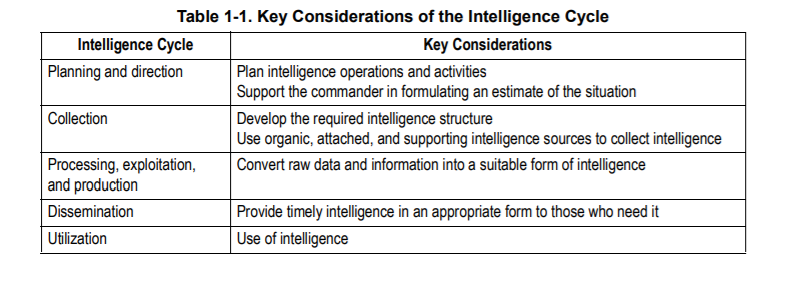 Table 1-1. Key Considerations of the Intelligence Cycle
Intelligence Cycle Key Considerations
Planning and direction Plan intelligence operations and activities
Support the commander in formulating an estimate of the situation
Collection Develop the required intelligence structure
Use organic, attached, and supporting intelligence sources to collect intelligence
Processing, exploitation, Convert raw data and information into a suitable form of intelligence
and production
Dissemination Provide timely intelligence in an appropriate form to those who need it
Utilization Use of intelligence